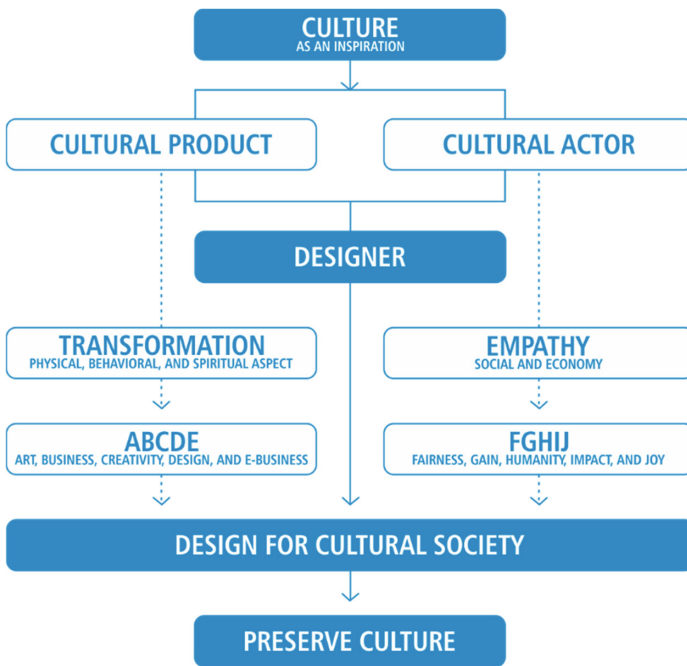 CULTURE
AS AN INSPIRATION
CULTURAL PRODUCT
CULTURAL ACTOR
DESIGNER
TRANSFORMATION
PHYSICAL, BEHAVIORAL, AND SPIRITUAL ASPECT
EMPATHY
SOCIAL AND ECONOMY
ABCDE
ART, BUSINESS, CREATIVITY, DESIGN, AND E-BUSINESS
FGHIJ
FAIRNESS, GAIN, HUMANITY, IMPACT, AND JOY
DESIGN FOR CULTURAL SOCIETY
PRESERVE CULTURE